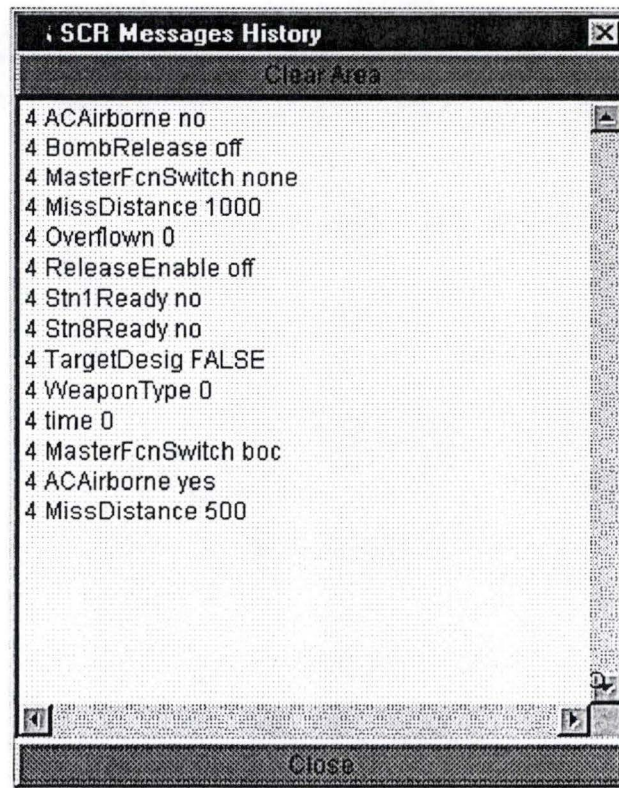 SCR Messages History
Clear Area
4 ACAirborne no
4 BombRelease off
4 MasterFcnSwitch none
4 MissDistance 1000
4 Overflown 0
4 ReleaseEnable off
4 Stn1Ready no
4 Stn8Ready no
4 TargetDesig FALSE
4 WeaponType 0
4 time 0
4 MasterFcnSwitch boc
4 ACAirborne yes
4 MissDistance 500
Close